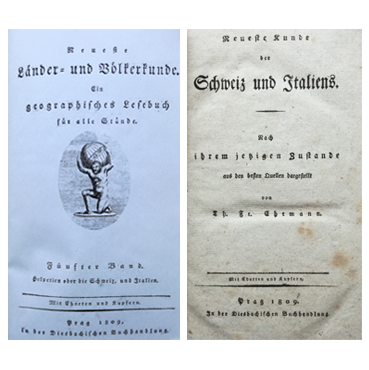 Neueste
Länder- und Völkerkunde.
Ein
geographisches Lesebuch
für alle Stände.
Fünfter Band.
Helvetien oder die Schweiz, und Italien.
Mit Charten und Kupfern.
Prag 1809.
In der Diesbachischen Buchhandlung.
Neueste Kunde
der
Schweiz und Italiens.
Nach
ihrem jetzigen Zustande
aus den besten Quellen dargestellt
von
Th. Fr. Ehrmann.
Mit Charten und Kupfern.
Prag 1809.
In der Diesbachischen Buchhandlung.